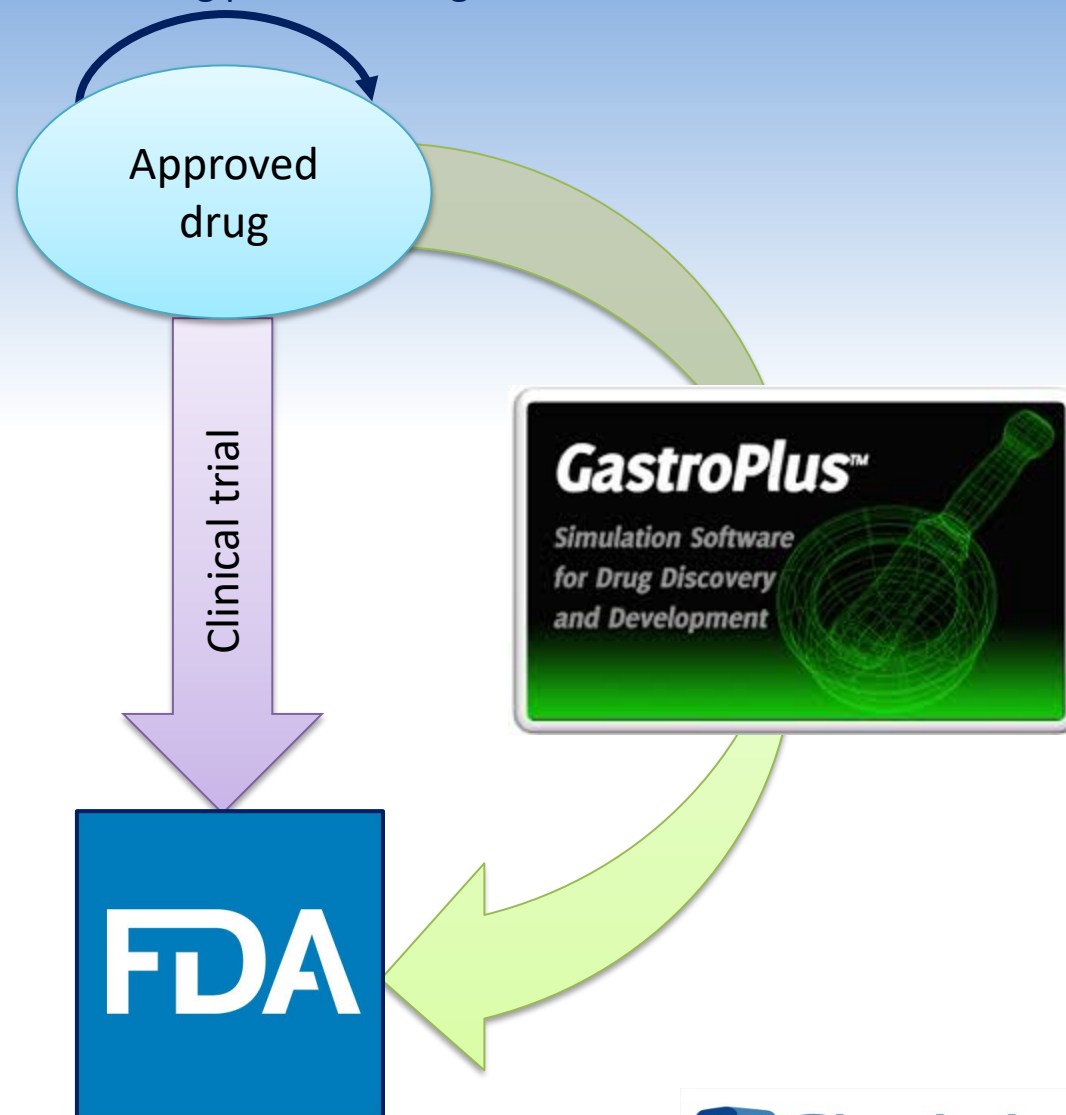 Approved
drug
Clinical trial
GastroPlus™
Simulation Software
for Drug Discovery
and Development
FDA